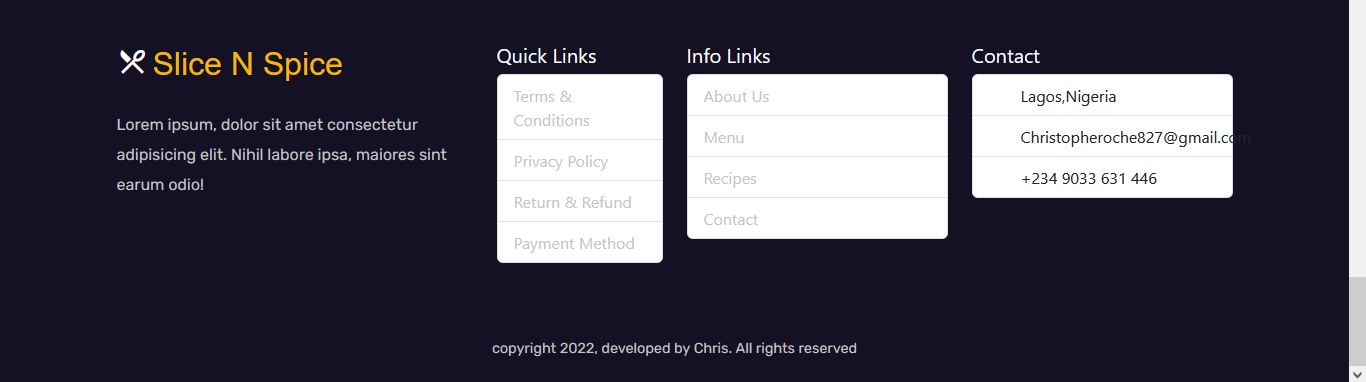 Slice N Spice
Lorem ipsum, dolor sit amet consectetur
adipisicing elit. Nihil labore ipsa, maiores sint
earum odio!
Quick Links
Terms &
Conditions
Privacy Policy
Return & Refund
Payment Method
Info Links
About Us
Menu
Recipes
Contact
Contact
Lagos,Nigeria
Christopheroche827@gmail.com
+234 9033 631 446
copyright 2022, developed by Chris. All rights reserved